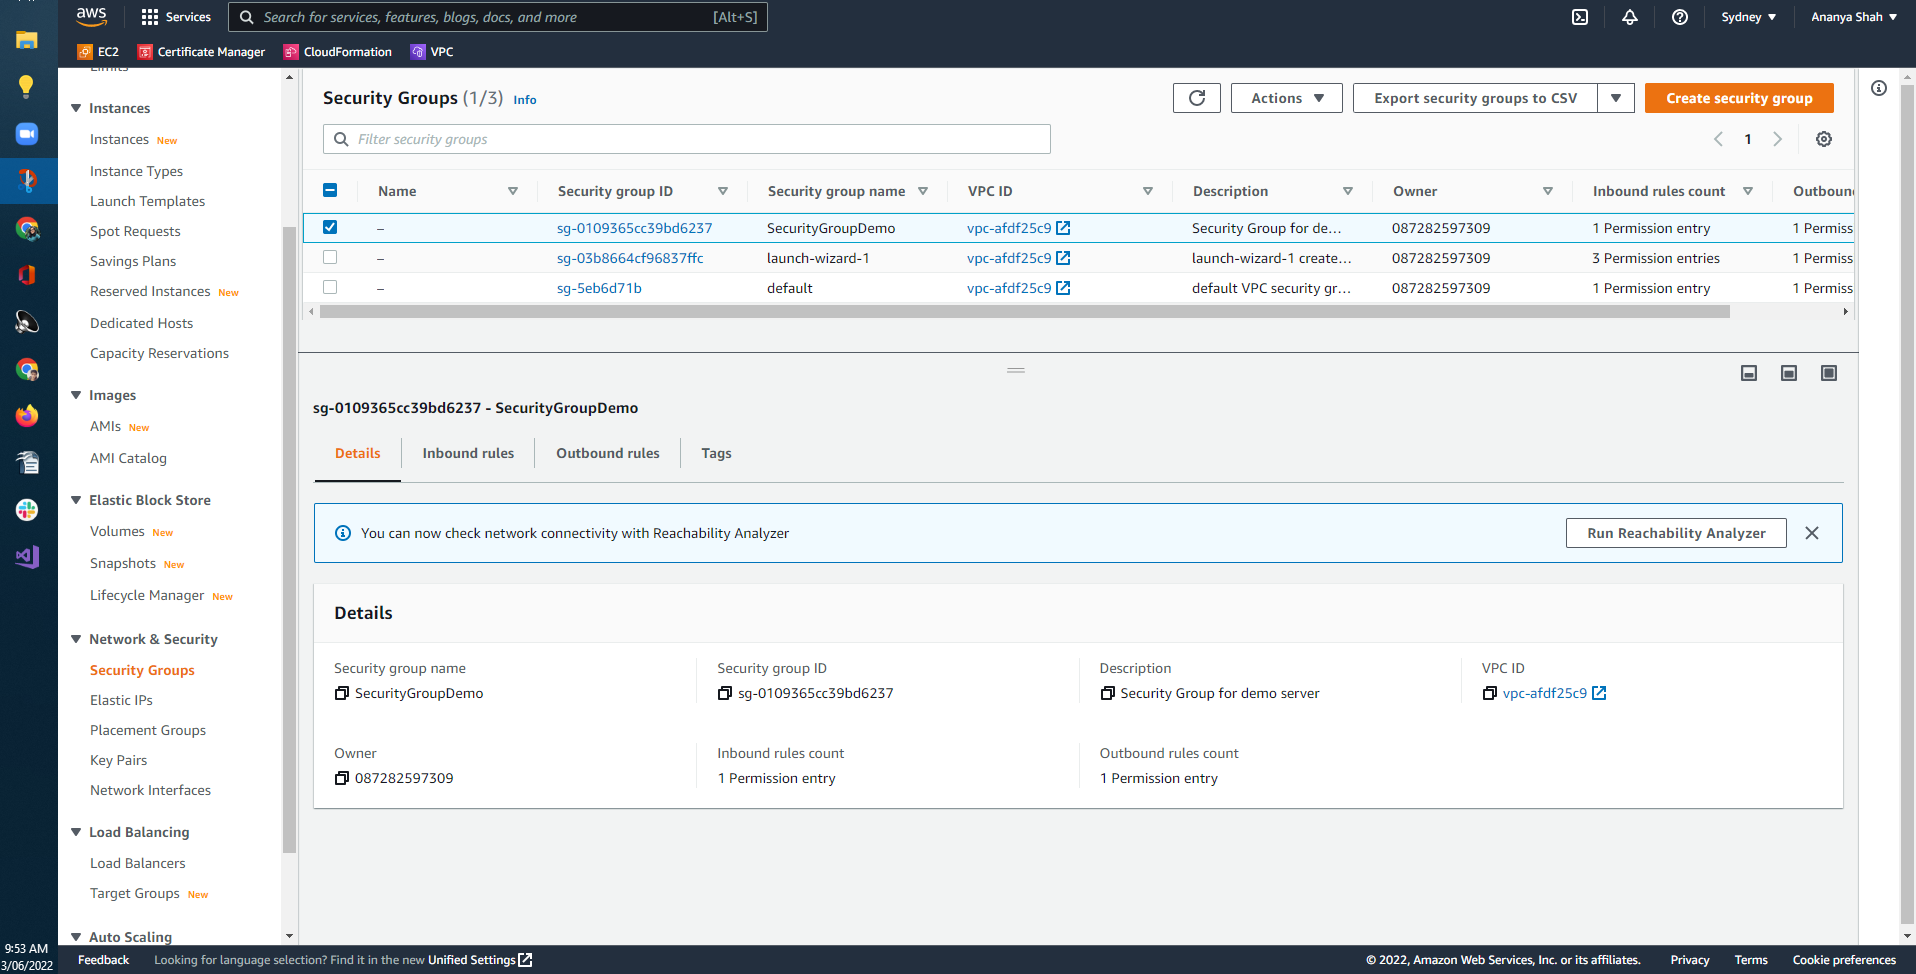 aws
Services
Search for services, features, blogs, docs, and more
[Alt+S]
Sydney
Ananya Shah
EC2
Certificate Manager
CloudFormation
VPC
Limits
Instances
Instances New
Instance Types
Launch Templates
Spot Requests
Savings Plans
Reserved Instances New
Dedicated Hosts
Capacity Reservations
Images
AMIs New
AMI Catalog
Elastic Block Store
Volumes New
Snapshots New
Lifecycle Manager New
Network & Security
Security Groups
Elastic IPs
Placement Groups
Key Pairs
Network Interfaces
Load Balancing
Load Balancers
Target Groups New
Auto Scaling
Security Groups (1/3) Info
Actions
Export security groups to CSV
Create security group
Filter security groups
1
Name Security group ID Security group name VPC ID Description Owner Inbound rules count Outboun
– sg-0109365cc39bd6237 SecurityGroupDemo vpc-afdf25c9 Security Group for de... 087282597309 1 Permission entry 1 Permiss
– sg-03b8664cf96837ffc launch-wizard-1 vpc-afdf25c9 launch-wizard-1 create... 087282597309 3 Permission entries 1 Permiss
– sg-5eb6d71b default vpc-afdf25c9 default VPC security gr... 087282597309 1 Permission entry 1 Permiss
sg-0109365cc39bd6237 - SecurityGroupDemo
Details Inbound rules Outbound rules Tags
You can now check network connectivity with Reachability Analyzer
Run Reachability Analyzer
Details
Security group name Security group ID Description VPC ID
SecurityGroupDemo sg-0109365cc39bd6237 Security Group for demo server vpc-afdf25c9
Owner Inbound rules count Outbound rules count
087282597309 1 Permission entry 1 Permission entry
9:53 AM
3/06/2022
Feedback
Looking for language selection? Find it in the new Unified Settings
© 2022, Amazon Web Services, Inc. or its affiliates.
Privacy
Terms
Cookie preferences